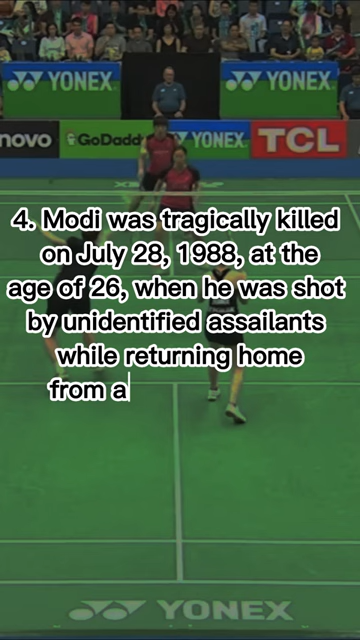 YONEX
YONEX
novo
GoDadd
YONEX
TCL
4. Modi was tragically killed
on July 28, 1988, at the
age of 26, when he was shot
by unidentified assailants
while returning home
from a
YONEX